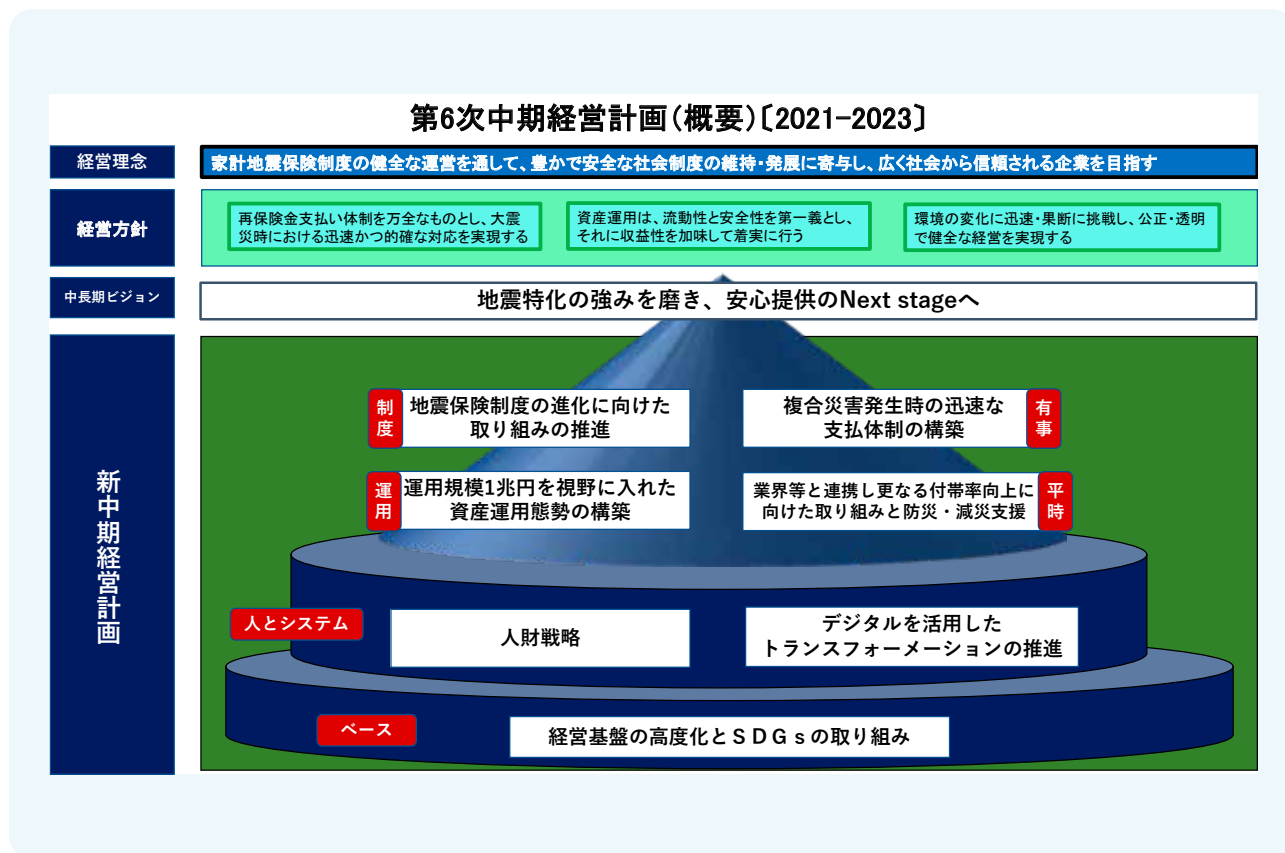 第6次中期経営計画（概要）〔2021-2023〕
経営理念
家計地震保険制度の健全な運営を通して、豊かで安全な社会制度の維持・発展に寄与し、広く社会から信頼される企業を目指す
経営方針
再保険金支払い体制を万全なものとし、大震
災時における迅速かつ的確な対応を実現する
資産運用は、流動性と安全性を第一義とし、
それに収益性を加味して着実に行う
環境の変化に迅速・果断に挑戦し、公正・透明
で健全な経営を実現する
中長期ビジョン
地震特化の強みを磨き、安心提供のNext stageへ
新中期経営計画
制度
地震保険制度の進化に向けた
取り組みの推進
複合災害発生時の迅速な
支払体制の構築
有事
運用
運用規模1兆円を視野に入れた
資産運用態勢の構築
業界等と連携し更なる付帯率向上に
向けた取り組みと防災・減災支援
平時
人とシステム
人財戦略
デジタルを活用した
トランスフォーメーションの推進
ベース
経営基盤の高度化とＳＤＧｓの取り組み